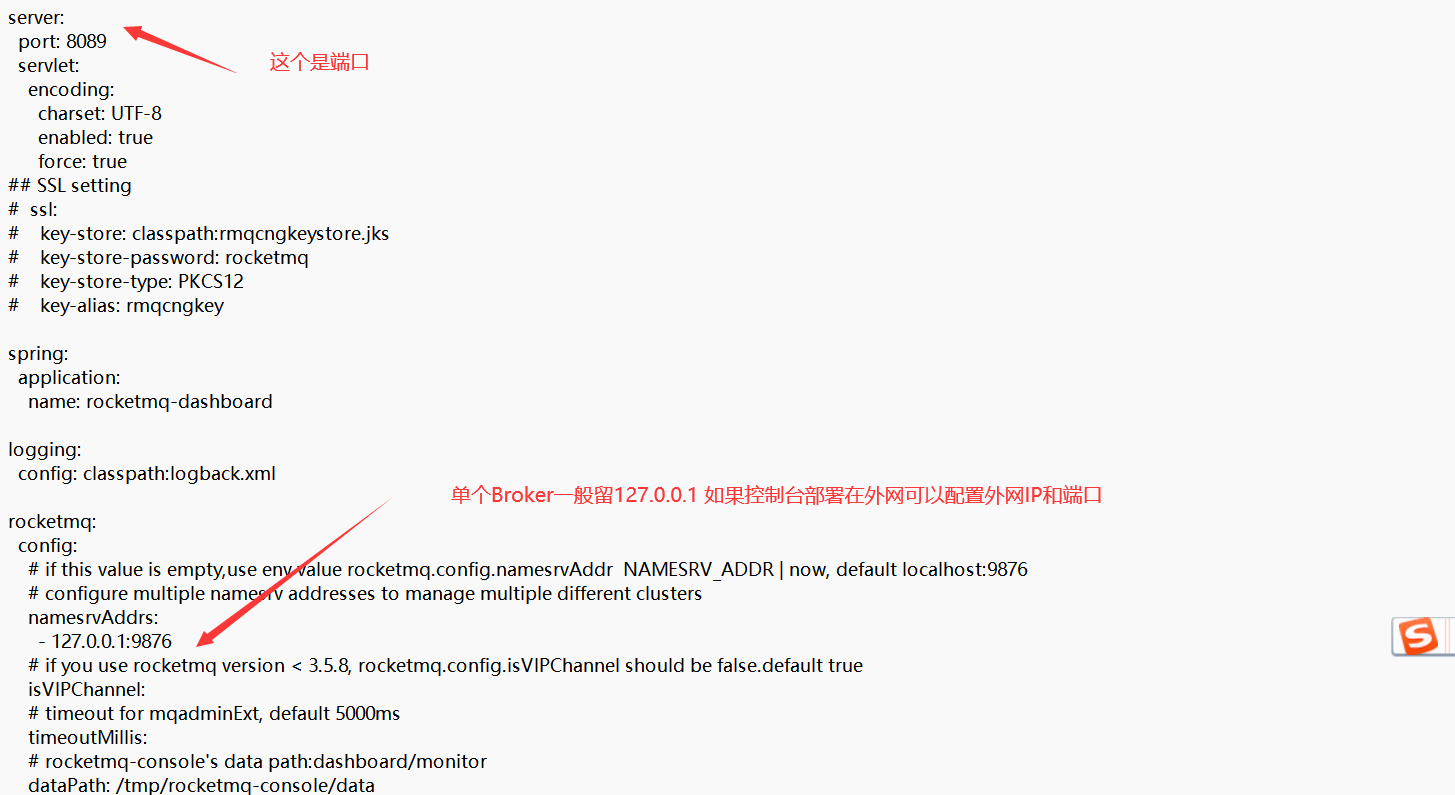 server:
port: 8089
这个是端口
servlet:
encoding:
charset: UTF-8
enabled: true
force: true
## SSL setting
#  ssl:
#    key-store: classpath:rmqcngkeystore.jks
#    key-store-password: rocketmq
#    key-store-type: PKCS12
#    key-alias: rmqcngkey
spring:
application:
name: rocketmq-dashboard
logging:
config: classpath:logback.xml
单个Broker一般留127.0.0.1 如果控制台部署在外网可以配置外网IP和端口
rocketmq:
config:
# if this value is empty,use env value rocketmq.config.namesrvAddr  NAMESRV_ADDR | now, default localhost:9876
# configure multiple namesrv addresses to manage multiple different clusters
namesrvAddrs:
- 127.0.0.1:9876
# if you use rocketmq version < 3.5.8, rocketmq.config.isVIPChannel should be false.default true
isVIPChannel:
# timeout for mqadminExt, default 5000ms
timeoutMillis:
# rocketmq-console's data path:dashboard/monitor
dataPath: /tmp/rocketmq-console/data